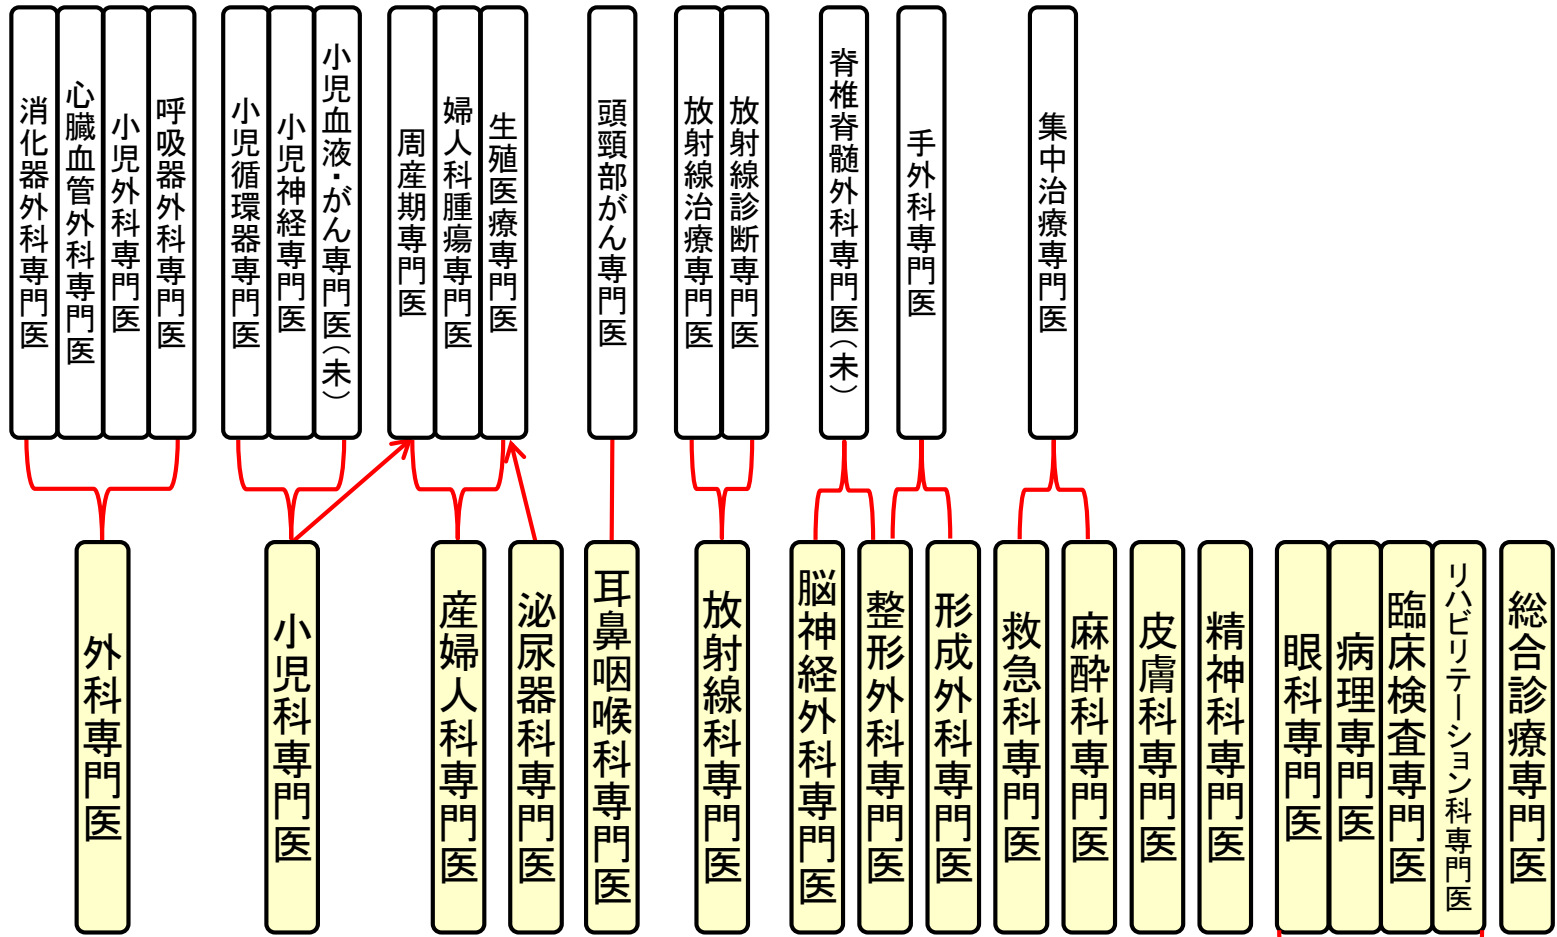 消化器外科専門医
心臓血管外科専門医
小児外科専門医
呼吸器外科専門医
小児循環器専門医
小児神経専門医
小児血液・がん専門医(未)
周産期専門医
婦人科腫瘍専門医
生殖医療専門医
頭頸部がん専門医
放射線治療専門医
放射線診断専門医
脊椎脊髄外科専門医(未)
手外科専門医
集中治療専門医
外科専門医
小児科専門医
産婦人科専門医
泌尿器科専門医
耳鼻咽喉科専門医
放射線科専門医
脳神経外科専門医
整形外科専門医
形成外科専門医
救急科専門医
麻酔科専門医
皮膚科専門医
精神科専門医
眼科専門医
病理専門医
臨床検査専門医
リハビリテーション科専門医
総合診療専門医